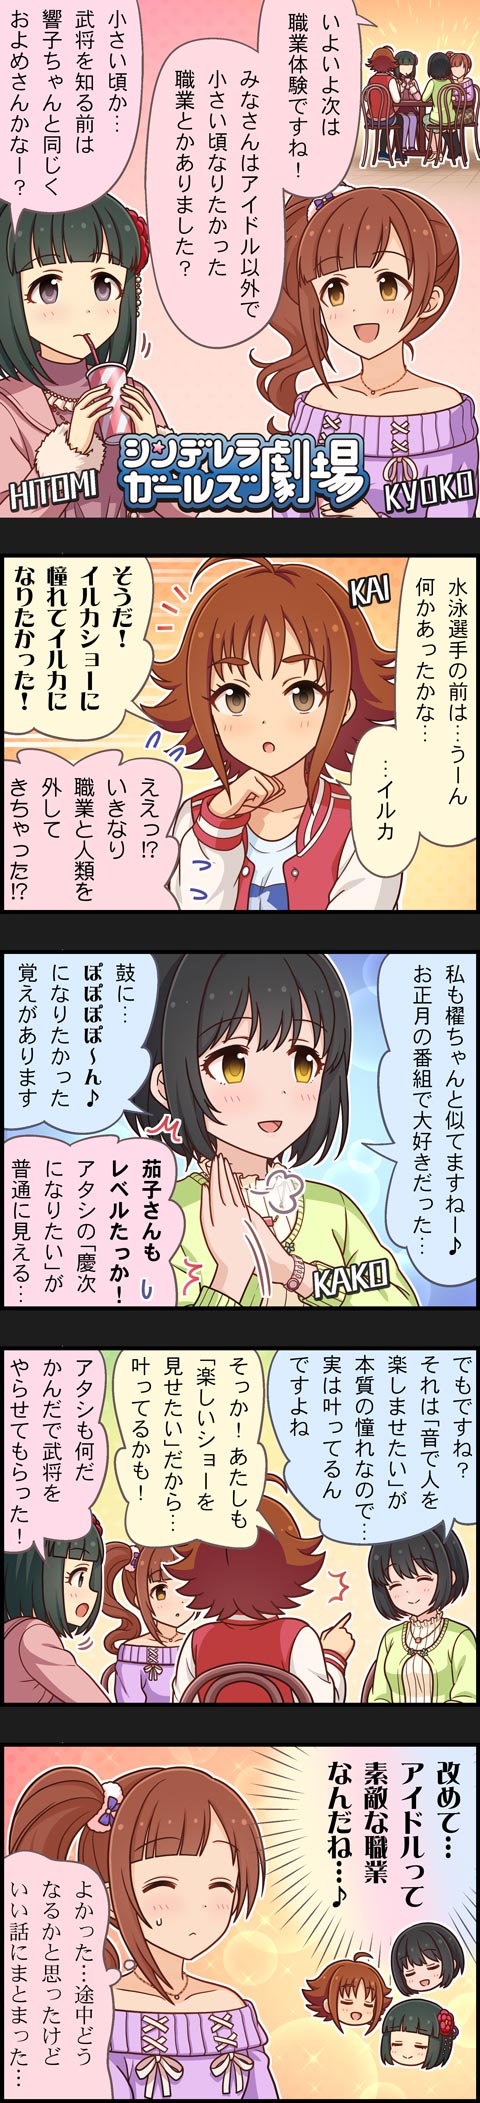 いよいよ次は
職業体験ですね！
みなさんはアイドル以外で
小さい頃なりたかった
職業とかありました？
小さい頃か…
武将を知る前は
響子ちゃんと同じく
およめさんかなー？
HITOMI
シンデレラ
ガールズ劇場
KYOKO
水泳選手の前は…うーん
何かあったかな…
…イルカ
KAI
そうだ！
イルカショーに
憧れてイルカに
なりたかった！
ええっ!?
いきなり
職業と人類を
外して
きちゃった!?
私も櫂ちゃんと似てますねー♪
お正月の番組で大好きだった…
鼓に…
ぽぽぽぽ〜ん♪
になりたかった
覚えがあります
茄子さんも
レベルたっか！
アタシの「慶次
になりたい」が
普通に見える…
KAKO
でもですね？
それは「音で人を
楽しませたい」が
本質の憧れなので…
実は叶ってるん
ですよね
そっか！あたしも
「楽しいショーを
見せたい」だから…
叶ってるかも！
アタシも何だ
かんだで武将を
やらせてもらった！
改めて…
アイドルって
素敵な職業
なんだね…♪
よかった…途中どう
なるかと思ったけど
いい話にまとまった…